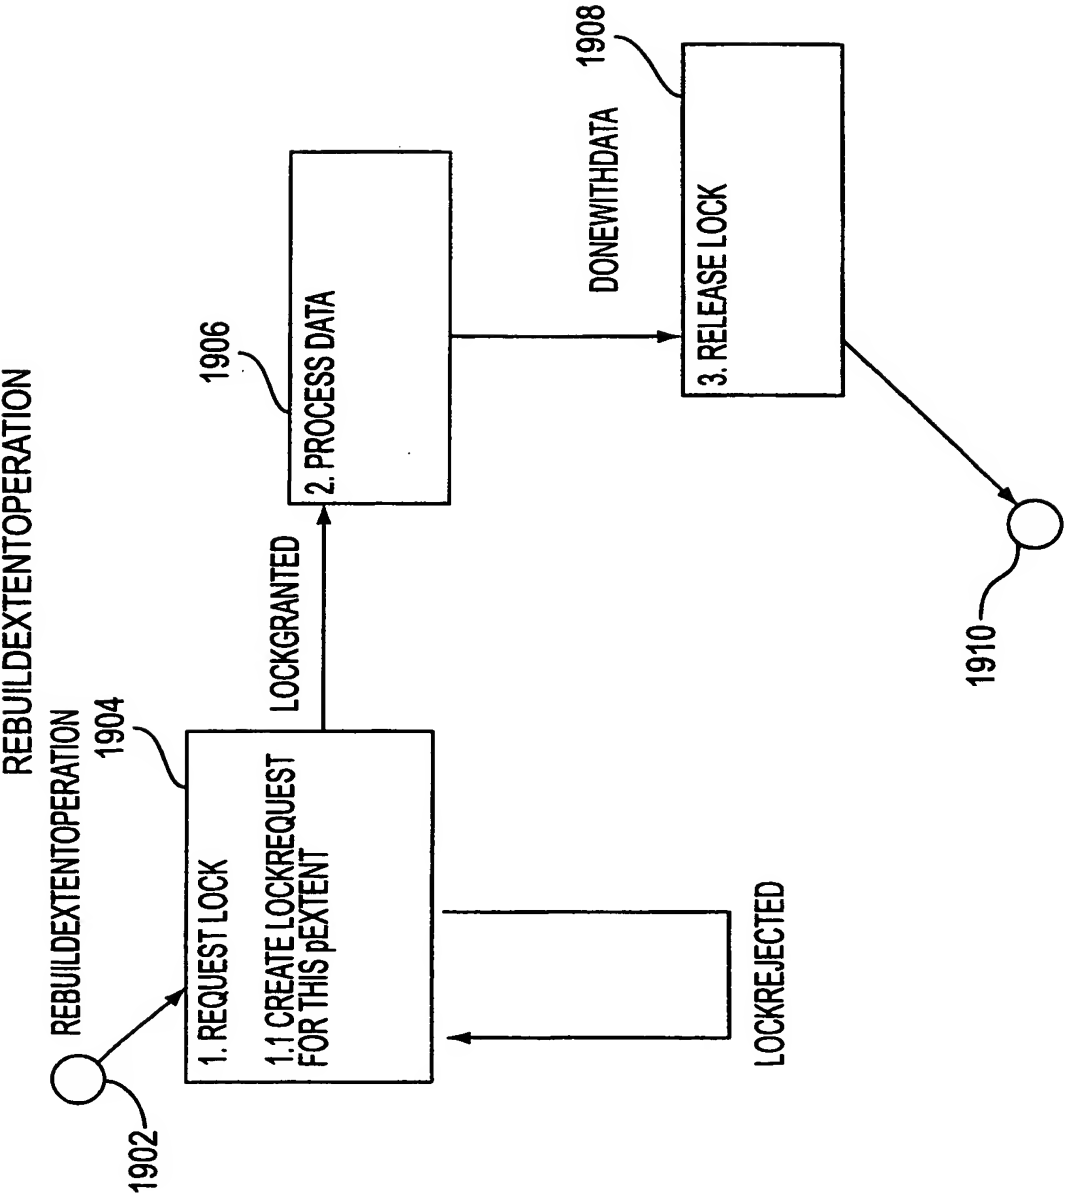 REBUILDEXTENTOPERATION
REBUILDEXTENTOPERATION
1902
1904
1. REQUEST LOCK
1.1 CREATE LOCKREQUEST
FOR THIS pEXTENT
LOCKREJECTED
LOCKGRANTED
1906
2. PROCESS DATA
DONEWITHDATA
1908
3. RELEASE LOCK
1910